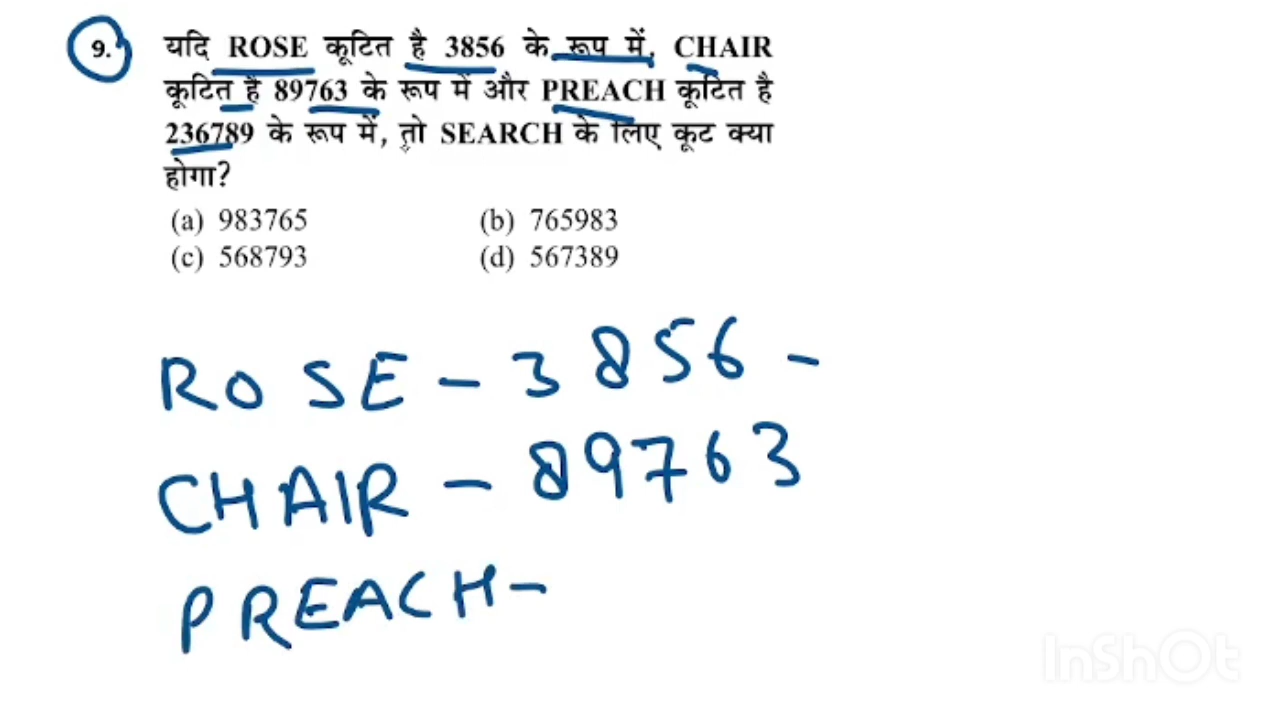 9. यदि ROSE कूटित है 3856 के रूप में, CHAIR
कूटित है 89763 के रूप में और PREACH कूटित है
236789 के रूप में, तो SEARCH के लिए कूट क्या
होगा?
(a) 983765 (b) 765983
(c) 568793 (d) 567389
ROSE - 3856 -
CHAIR - 89763
PREACH -
InShOt